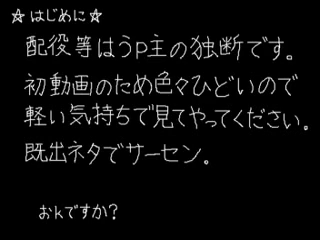 ☆はじめに☆
配役等はうp主の独断です。
初動画のため色々ひどいので
軽い気持ちで見てやってください。
既出ネタでサーセン。
おkですか?